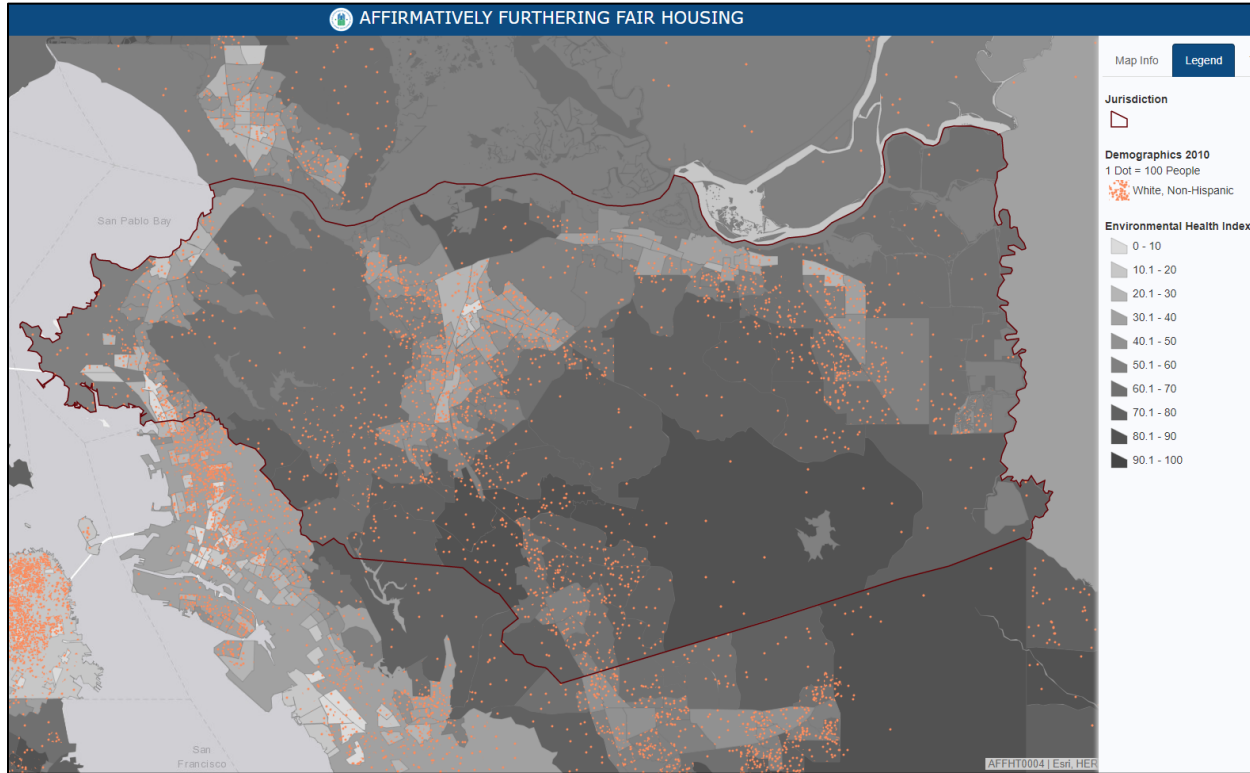 AFFIRMATIVELY FURTHERING FAIR HOUSING
Map Info
Legend
Jurisdiction
Demographics 2010
1 Dot = 100 People
White, Non-Hispanic
Environmental Health Index
0 - 10
10.1 - 20
20.1 - 30
30.1 - 40
40.1 - 50
50.1 - 60
60.1 - 70
70.1 - 80
80.1 - 90
90.1 - 100
San Pablo Bay
San
Francisco
AFFHT0004 | Esri, HER